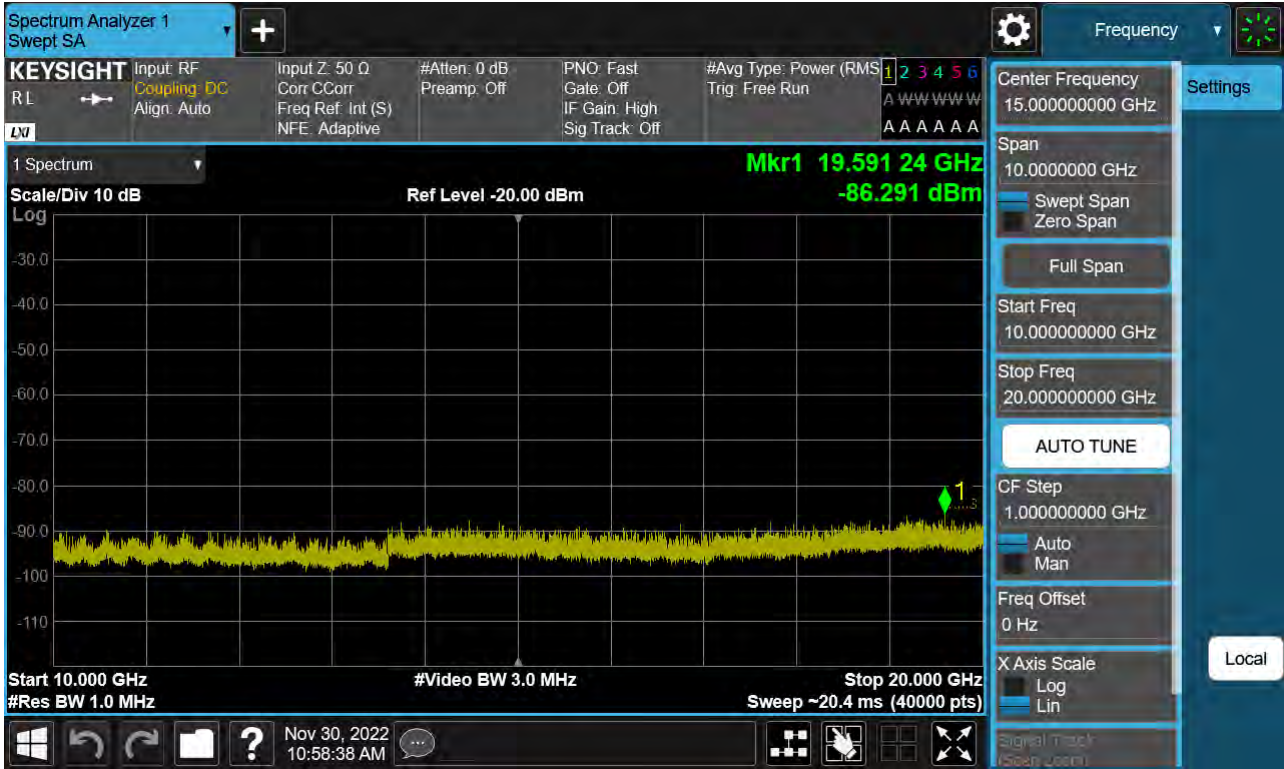 Spectrum Analyzer 1
Swept SA
+
Frequency
KEYSIGHT
R L
LXI
Input: RF
Coupling: DC
Align: Auto
Input Z: 50 Ω
Corr CCorr
Freq Ref: Int (S)
NFE: Adaptive
#Atten: 0 dB
Preamp: Off
PNO: Fast
Gate: Off
IF Gain: High
Sig Track: Off
#Avg Type: Power (RMS
Trig: Free Run
1 2 3 4 5 6
A W W W W W
A A A A A A
1 Spectrum
Scale/Div 10 dB
Ref Level -20.00 dBm
Mkr1 19.591 24 GHz
-86.291 dBm
Log
-30.0
-40.0
-50.0
-60.0
-70.0
-80.0
-90.0
-100
-110
1
Start 10.000 GHz
#Video BW 3.0 MHz
Stop 20.000 GHz
#Res BW 1.0 MHz
Sweep ~20.4 ms (40000 pts)
Center Frequency
15.000000000 GHz
Span
10.0000000 GHz
Swept Span
Zero Span
Full Span
Start Freq
10.000000000 GHz
Stop Freq
20.000000000 GHz
AUTO TUNE
CF Step
1.000000000 GHz
Auto
Man
Freq Offset
0 Hz
X Axis Scale
Log
Lin
Signal Track
(Span Zoom)
Settings
Local
?
Nov 30, 2022
10:58:38 AM